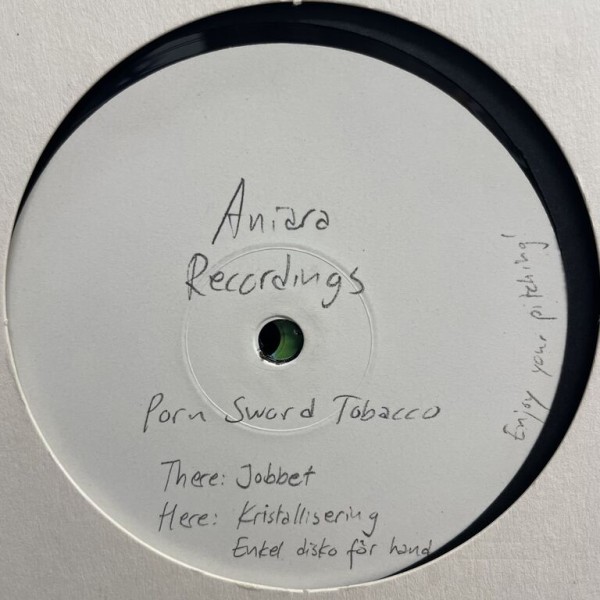 Aniara
Recordings
Porn Sword Tobacco
There: Jobbet
Here: Kristallisering
Enkel disko för hand
Enjoy your pitching!